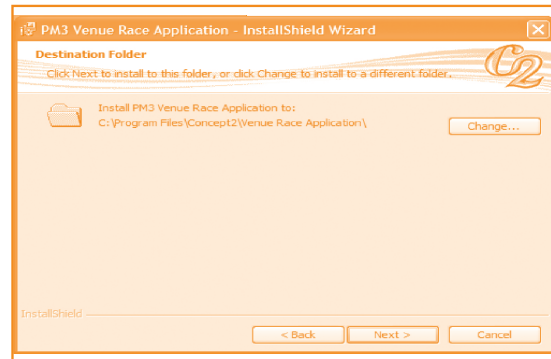 PM3 Venue Race Application - InstallShield Wizard
Destination Folder
Click Next to install to this folder, or click Change to install to a different folder.
C2
Install PM3 Venue Race Application to:
C:\Program Files\Concept2\Venue Race Application\
Change...
InstallShield
< Back
Next >
Cancel